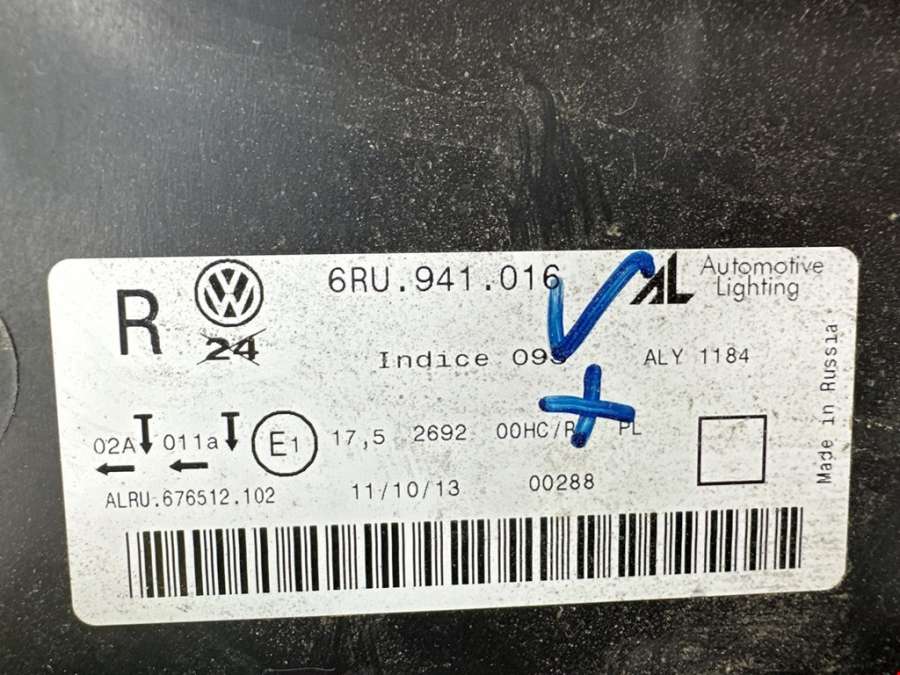 R
6RU.941.016
AL Automotive
Lighting
24
Indice
ALY 1184
Made in Russia
02A 011a E1 17,5 2692 PL
ALRU.676512.102 11/10/13 00288